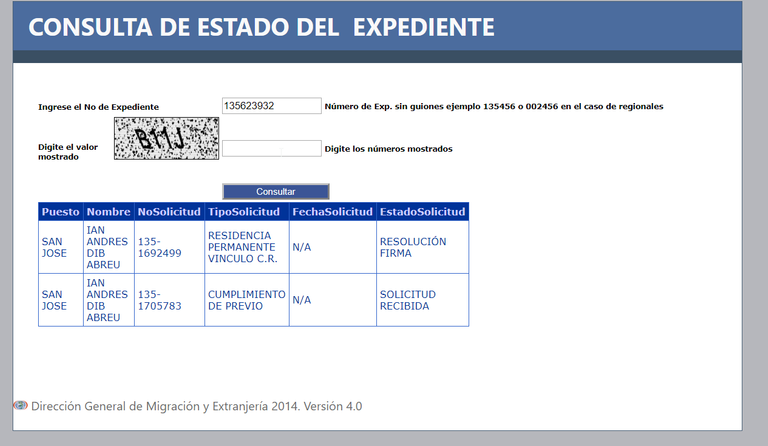 CONSULTA DE ESTADO DEL EXPEDIENTE
Ingrese el No de Expediente
135623932
Número de Exp. sin guiones ejemplo 135456 o 002456 en el caso de regionales
B11J
Digite el valor
mostrado
Digite los números mostrados
Consultar
Puesto Nombre NoSolicitud TipoSolicitud FechaSolicitud EstadoSolicitud
SAN
JOSE
IAN
ANDRES
DIB
ABREU
135-
1692499
RESIDENCIA
PERMANENTE
VINCULO C.R.
N/A
RESOLUCIÓN
FIRMA
SAN
JOSE
IAN
ANDRES
DIB
ABREU
135-
1705783
CUMPLIMIENTO
DE PREVIO
N/A
SOLICITUD
RECIBIDA
Dirección General de Migración y Extranjería 2014. Versión 4.0